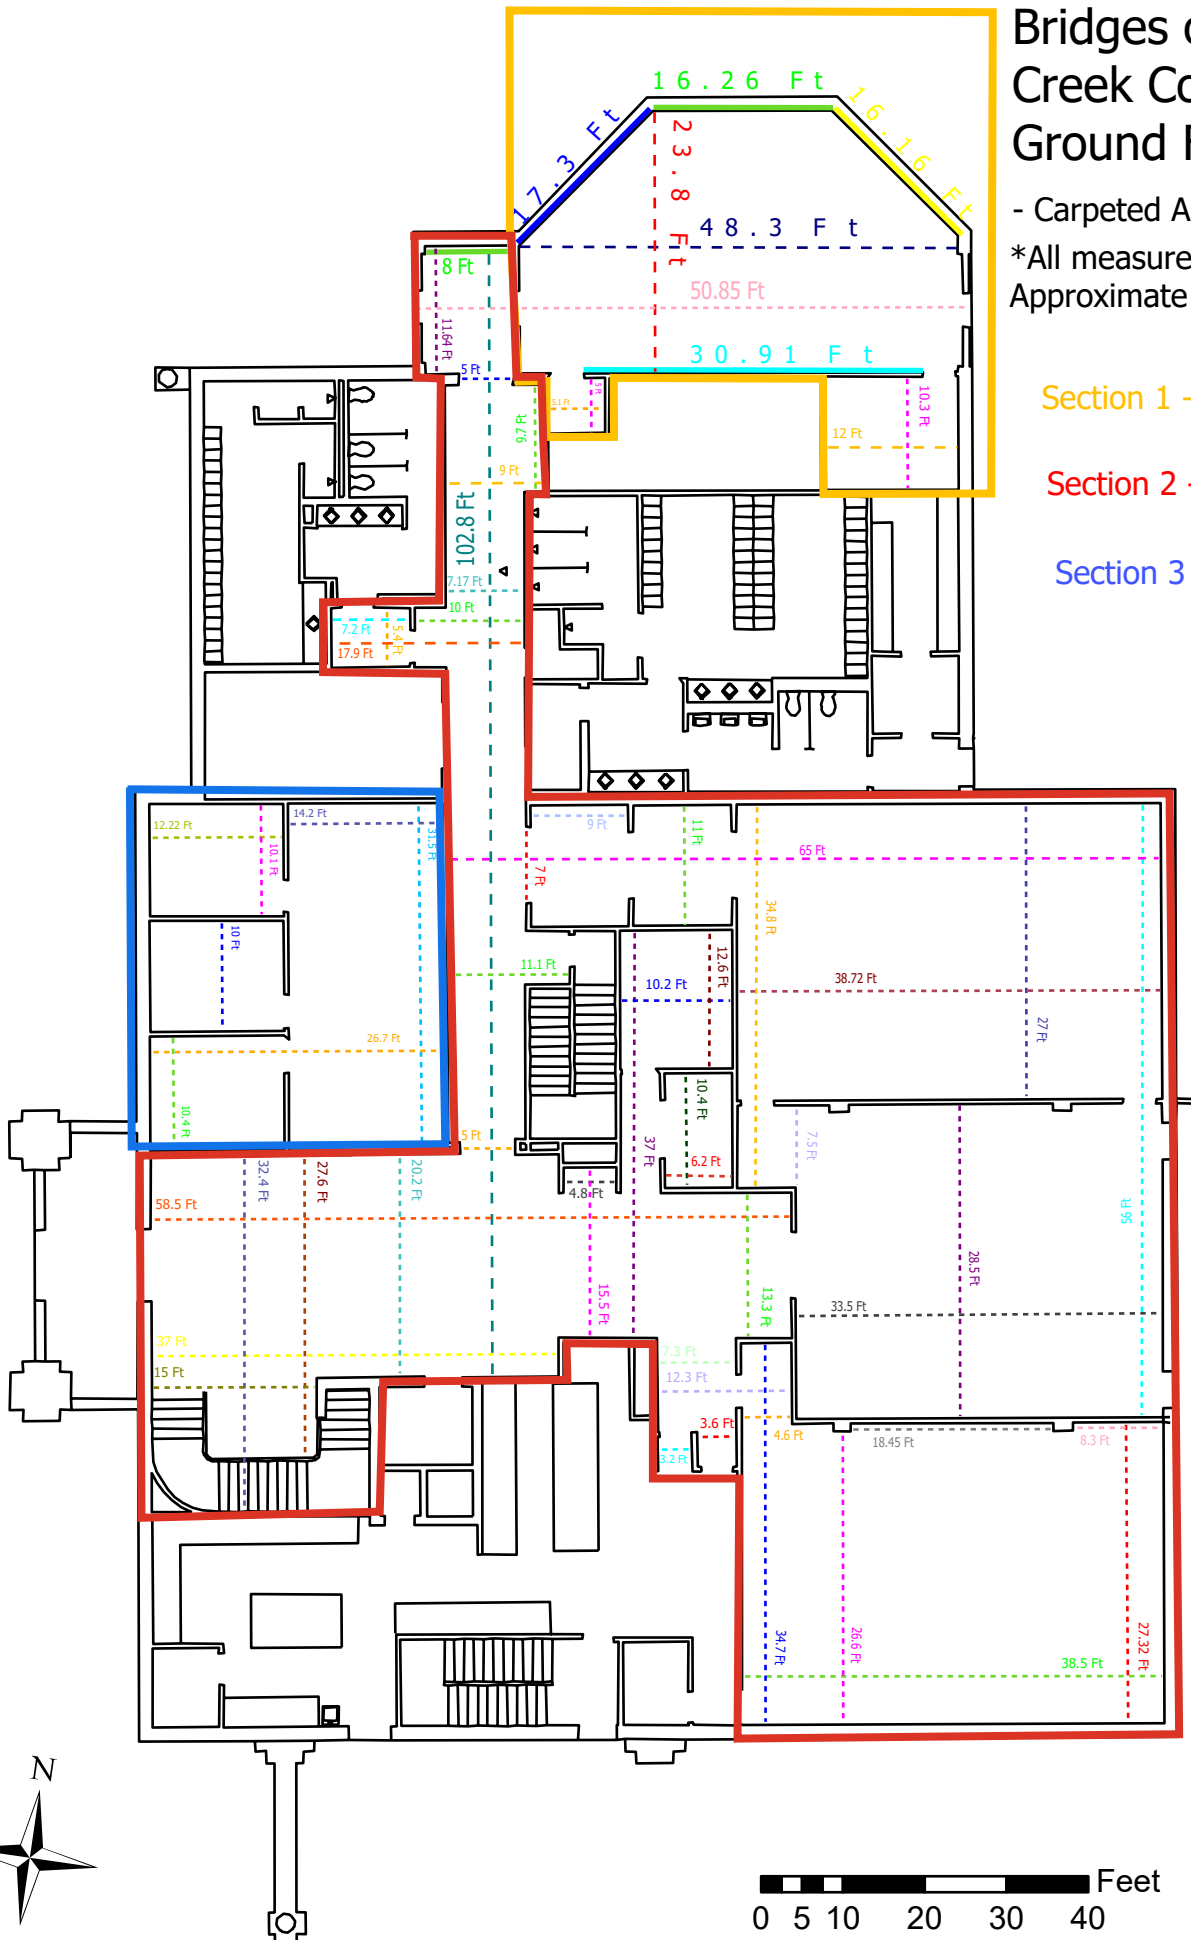 Bridges
Creek
Ground
- Carpeted
*All
Approximate
Section 1 -
Section 2 -
Section 3
16.26 Ft
17.3 Ft
16.16 Ft
23.8 Ft
48.3 Ft
8 Ft
50.85 Ft
11.64 Ft
30.91 Ft
5 Ft
5 Ft
5.1 Ft
10.3 Ft
9.7 Ft
12 Ft
9 Ft
102.8 Ft
7.17 Ft
10 Ft
7.2 Ft
5.4 Ft
17.9 Ft
12.22 Ft
14.2 Ft
31.5 Ft
10.1 Ft
9 Ft
11 Ft
65 Ft
7 Ft
34.8 Ft
10 Ft
11.1 Ft
12.6 Ft
10.2 Ft
38.72 Ft
27 Ft
26.7 Ft
10.4 Ft
10.4 Ft
37 Ft
7.5 Ft
5 Ft
6.2 Ft
32.4 Ft
27.6 Ft
20.2 Ft
4.8 Ft
58.5 Ft
56 Ft
28.5 Ft
15.5 Ft
13.3 Ft
33.5 Ft
37 Ft
7.3 Ft
15 Ft
12.3 Ft
3.6 Ft
4.6 Ft
18.45 Ft
8.3 Ft
3.2 Ft
34.7 Ft
26.6 Ft
27.32 Ft
38.5 Ft
N
Feet
0 5 10 20 30 40